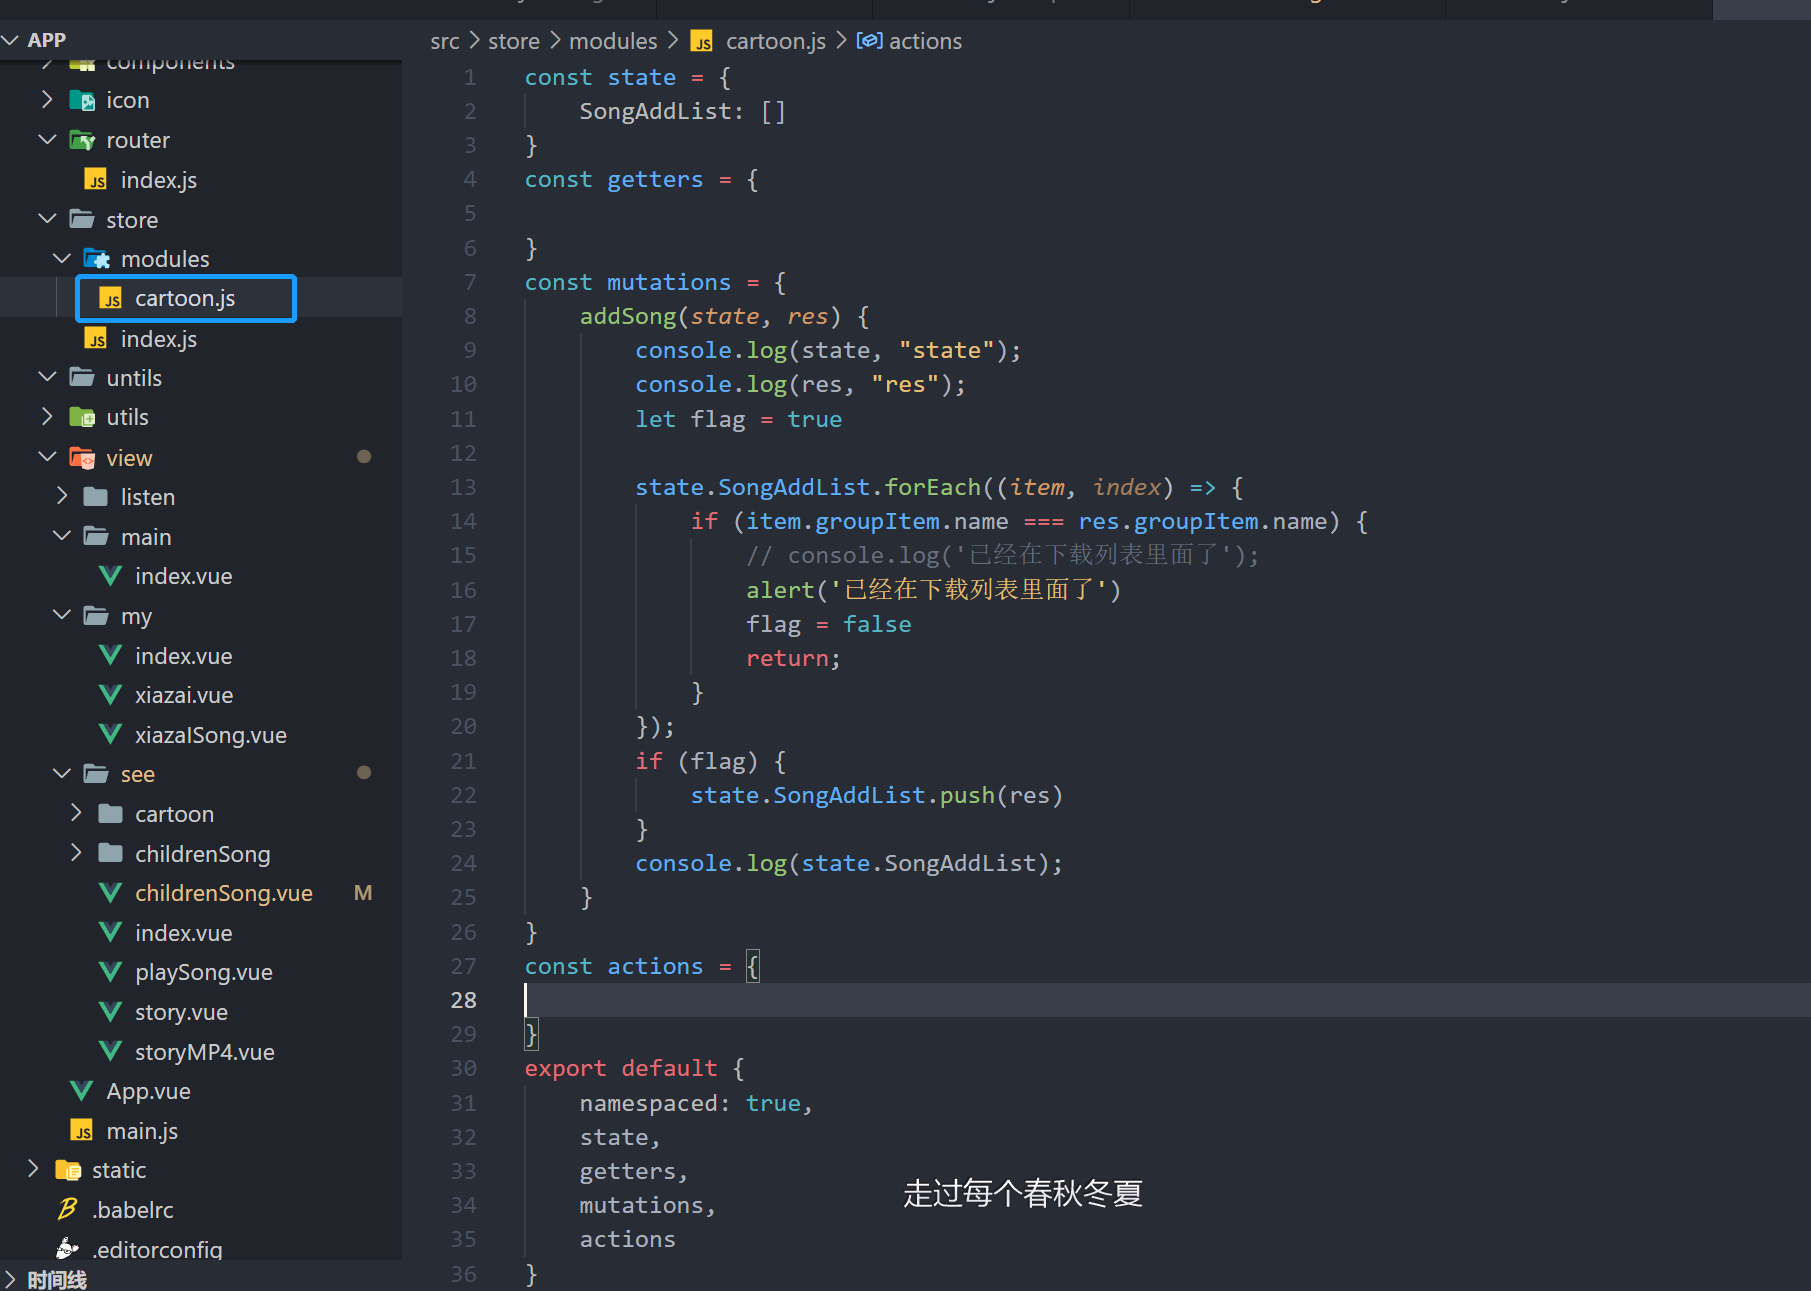 APP
components
icon
router
index.js
store
modules
cartoon.js
index.js
untils
utils
view
listen
main
index.vue
my
index.vue
xiazai.vue
xiazaISong.vue
see
cartoon
childrenSong
childrenSong.vue M
index.vue
playSong.vue
story.vue
storyMP4.vue
App.vue
main.js
static
.babelrc
.editorconfig
时间线
src > store > modules > JS cartoon.js > actions
1 const state = {
2     SongAddList: []
3 }
4 const getters = {
5
6 }
7 const mutations = {
8     addSong(state, res) {
9         console.log(state, "state");
10         console.log(res, "res");
11         let flag = true
12
13         state.SongAddList.forEach((item, index) => {
14             if (item.groupItem.name === res.groupItem.name) {
15                 // console.log('已经在下载列表里面了');
16                 alert('已经在下载列表里面了')
17                 flag = false
18                 return;
19             }
20         });
21         if (flag) {
22             state.SongAddList.push(res)
23         }
24         console.log(state.SongAddList);
25     }
26 }
27 const actions = {
28
29 }
30 export default {
31     namespaced: true,
32     state,
33     getters,
34     mutations,
35     actions
36 }
走过每个春秋冬夏